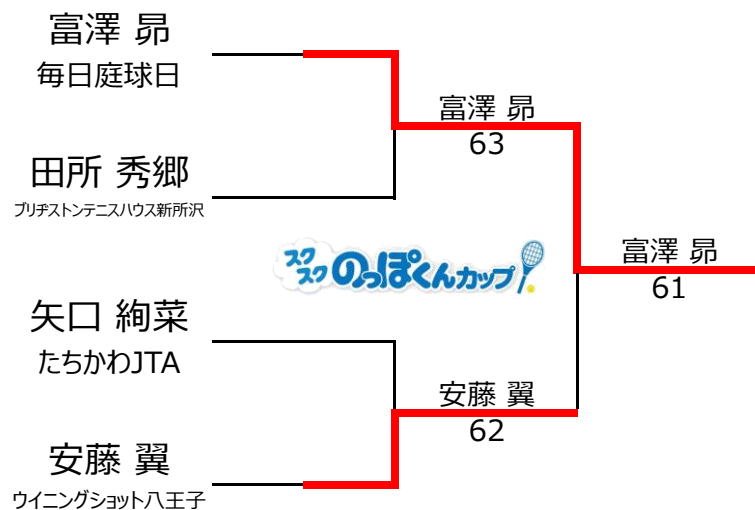 富澤 昴
毎日庭球日
富澤 昴
63
田所 秀郷
ブリヂストンテニスハウス新所沢
スクスクのっぽくんカップ
富澤 昴
61
矢口 絢菜
たちかわJTA
安藤 翼
62
安藤 翼
ウイニングショット八王子